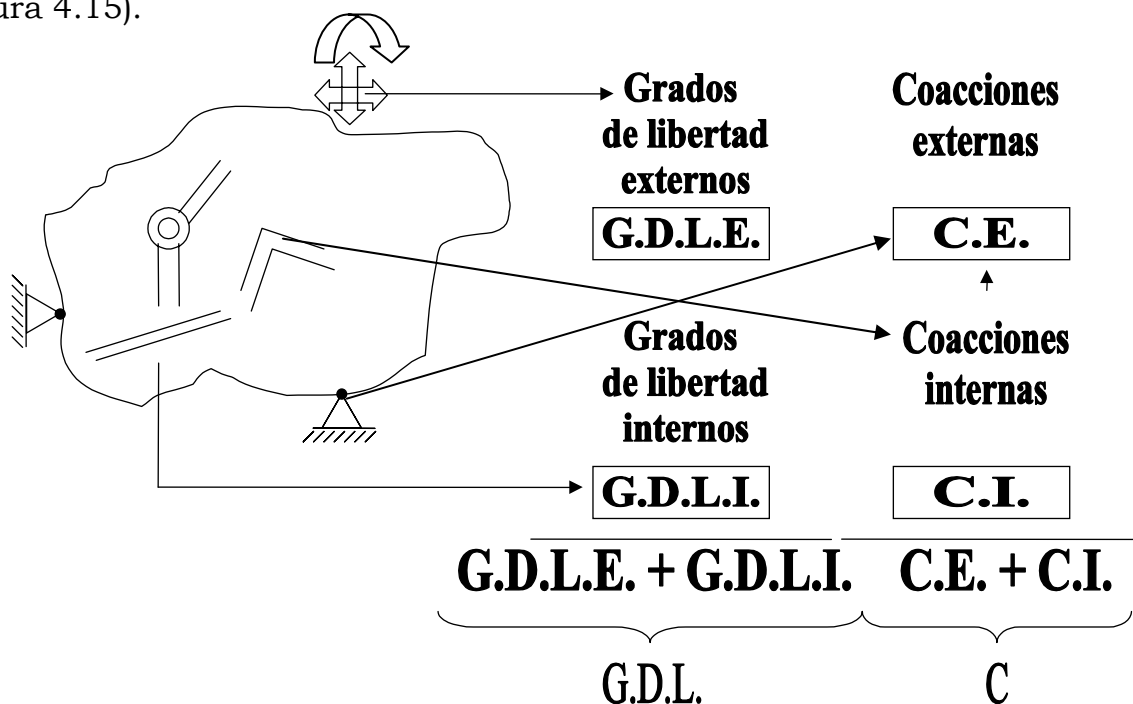 ura 4.15).
Grados
de libertad
externos
G.D.L.E.
Coacciones
externas
C.E.
Grados
de libertad
internos
G.D.L.I.
Coacciones
internas
C.I.
G.D.L.E. + G.D.L.I.
C.E. + C.I.
G.D.L.
C